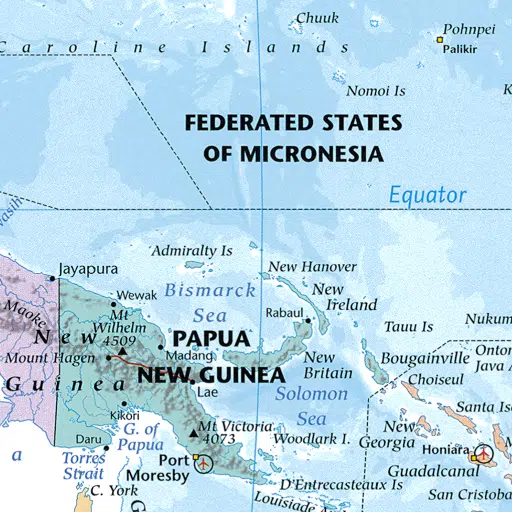 Chuuk
Pohnpei
Caroline Islands
Palikir
Nomoi Is
K
FEDERATED STATES
OF MICRONESIA
Equator
Admiralty Is
New Hanover
Jayapura
Bismarck
Sea
New
Ireland
Wewak
Rabaul
Maoke
Mt
Wilhelm
4509
Tauu Is
Nukum
New
Guinea
PAPUA
NEW GUINEA
Madang
Mount Hagen
New
Britain
Bougainville
Onton
Java A
Choiseul
Lae
Solomon
Sea
Kikori
G. of
Papua
Mt Victoria
4073
New
Georgia
Santa Is
Daru
Woodlark I.
Honiara
M
a
Torres
Strait
Port
Moresby
Guadalcanal
C. York
D'Entrecasteaux Is
San Cristoba
G
Louisiade A